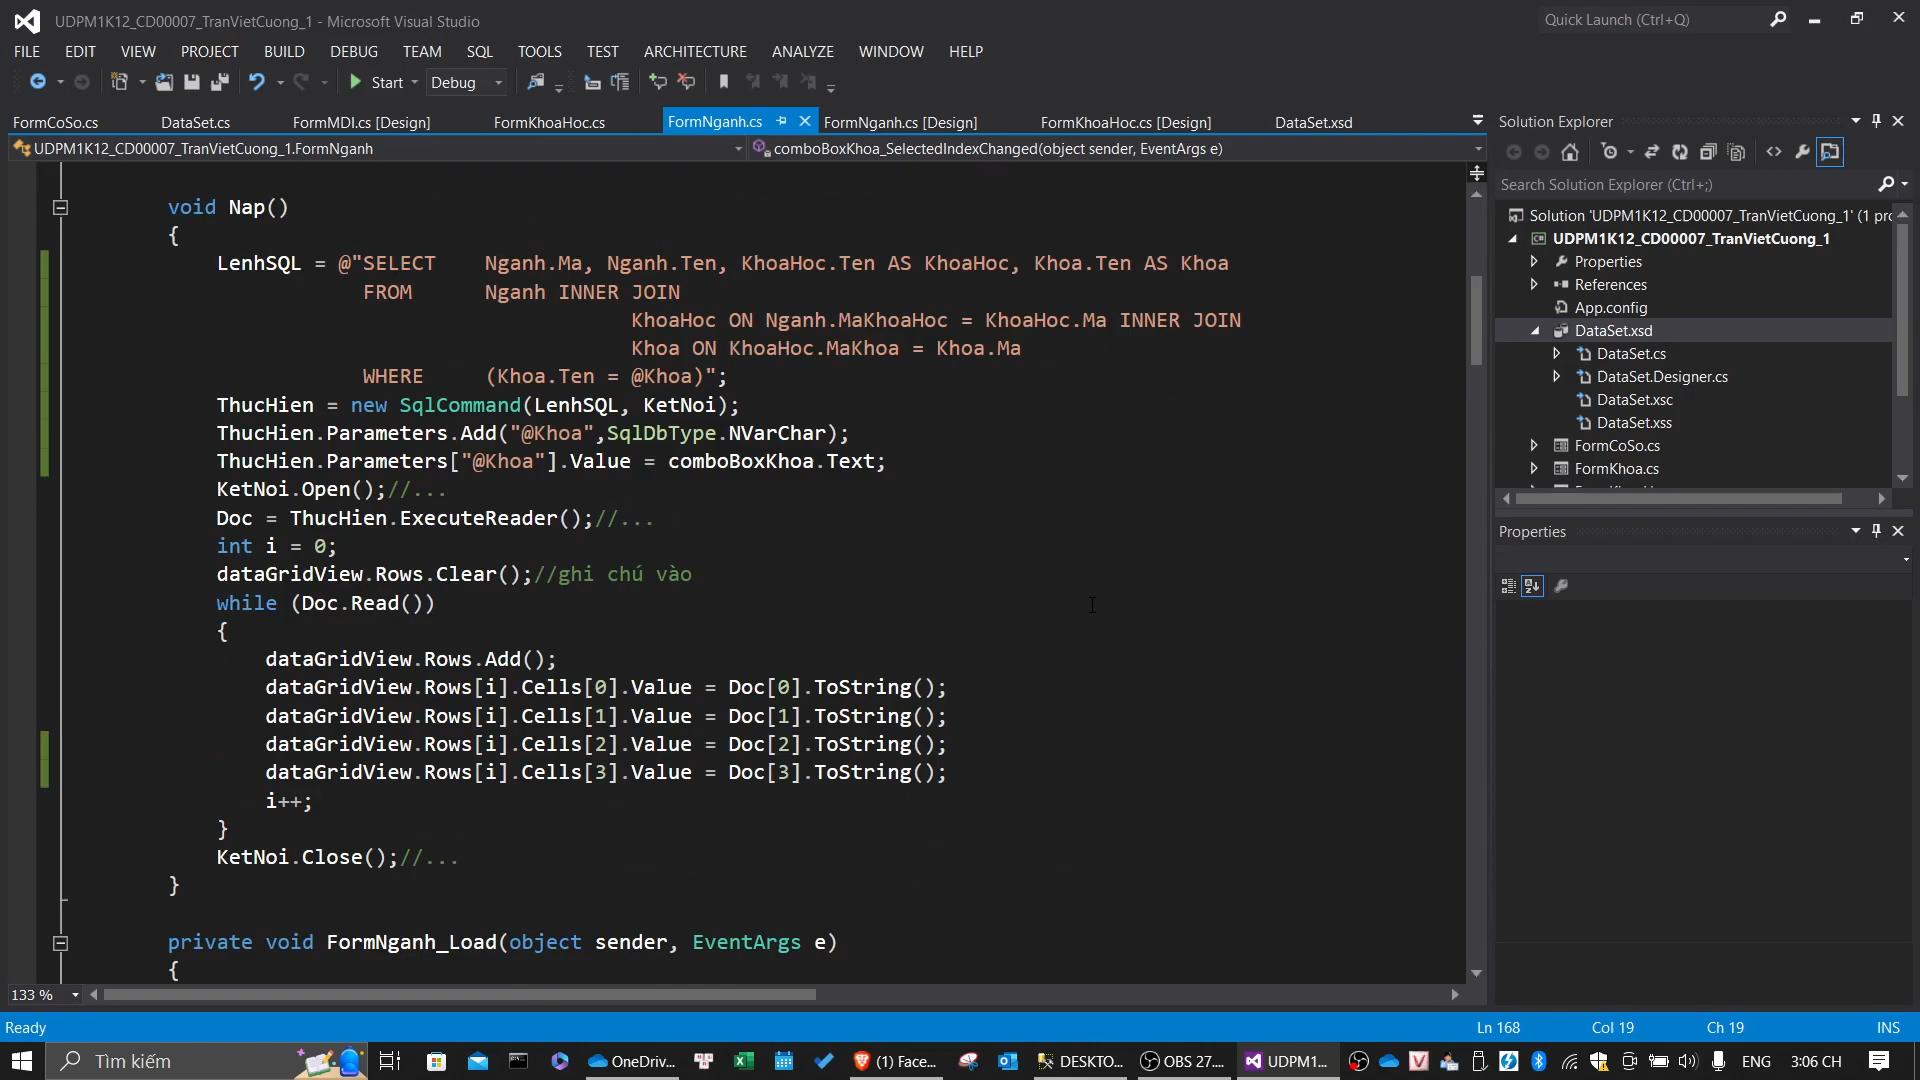 UDPM1K12_CD00007_TranVietCuong_1 - Microsoft Visual Studio
Quick Launch (Ctrl+Q)
FILE EDIT VIEW PROJECT BUILD DEBUG TEAM SQL TOOLS TEST ARCHITECTURE ANALYZE WINDOW HELP
Start Debug
FormCoSo.cs DataSet.cs FormMDI.cs [Design] FormKhoaHoc.cs FormNganh.cs FormNganh.cs [Design] FormKhoaHoc.cs [Design] DataSet.xsd
UDPM1K12_CD00007_TranVietCuong_1.FormNganh
comboBoxKhoa_SelectedIndexChanged(object sender, EventArgs e)
void Nap()
{
LenhSQL = @"SELECT Nganh.Ma, Nganh.Ten, KhoaHoc.Ten AS KhoaHoc, Khoa.Ten AS Khoa
FROM Nganh INNER JOIN
KhoaHoc ON Nganh.MaKhoaHoc = KhoaHoc.Ma INNER JOIN
Khoa ON KhoaHoc.MaKhoa = Khoa.Ma
WHERE (Khoa.Ten = @Khoa)";
ThucHien = new SqlCommand(LenhSQL, KetNoi);
ThucHien.Parameters.Add("@Khoa",SqlDbType.NVarChar);
ThucHien.Parameters["@Khoa"].Value = comboBoxKhoa.Text;
KetNoi.Open();//...
Doc = ThucHien.ExecuteReader();//...
int i = 0;
dataGridView.Rows.Clear();//ghi chú vào
while (Doc.Read())
{
dataGridView.Rows.Add();
dataGridView.Rows[i].Cells[0].Value = Doc[0].ToString();
dataGridView.Rows[i].Cells[1].Value = Doc[1].ToString();
dataGridView.Rows[i].Cells[2].Value = Doc[2].ToString();
dataGridView.Rows[i].Cells[3].Value = Doc[3].ToString();
i++;
}
KetNoi.Close();//...
}
private void FormNganh_Load(object sender, EventArgs e)
{
133 %
Solution Explorer
Search Solution Explorer (Ctrl+;)
Solution 'UDPM1K12_CD00007_TranVietCuong_1' (1 pro
UDPM1K12_CD00007_TranVietCuong_1
Properties
References
App.config
DataSet.xsd
DataSet.cs
DataSet.Designer.cs
DataSet.xsc
DataSet.xss
FormCoSo.cs
FormKhoa.cs
Properties
Ready Ln 168 Col 19 Ch 19 INS
Tìm kiếm OneDriv... (1) Face... DESKTO... OBS 27.... UDPM1... ENG 3:06 CH